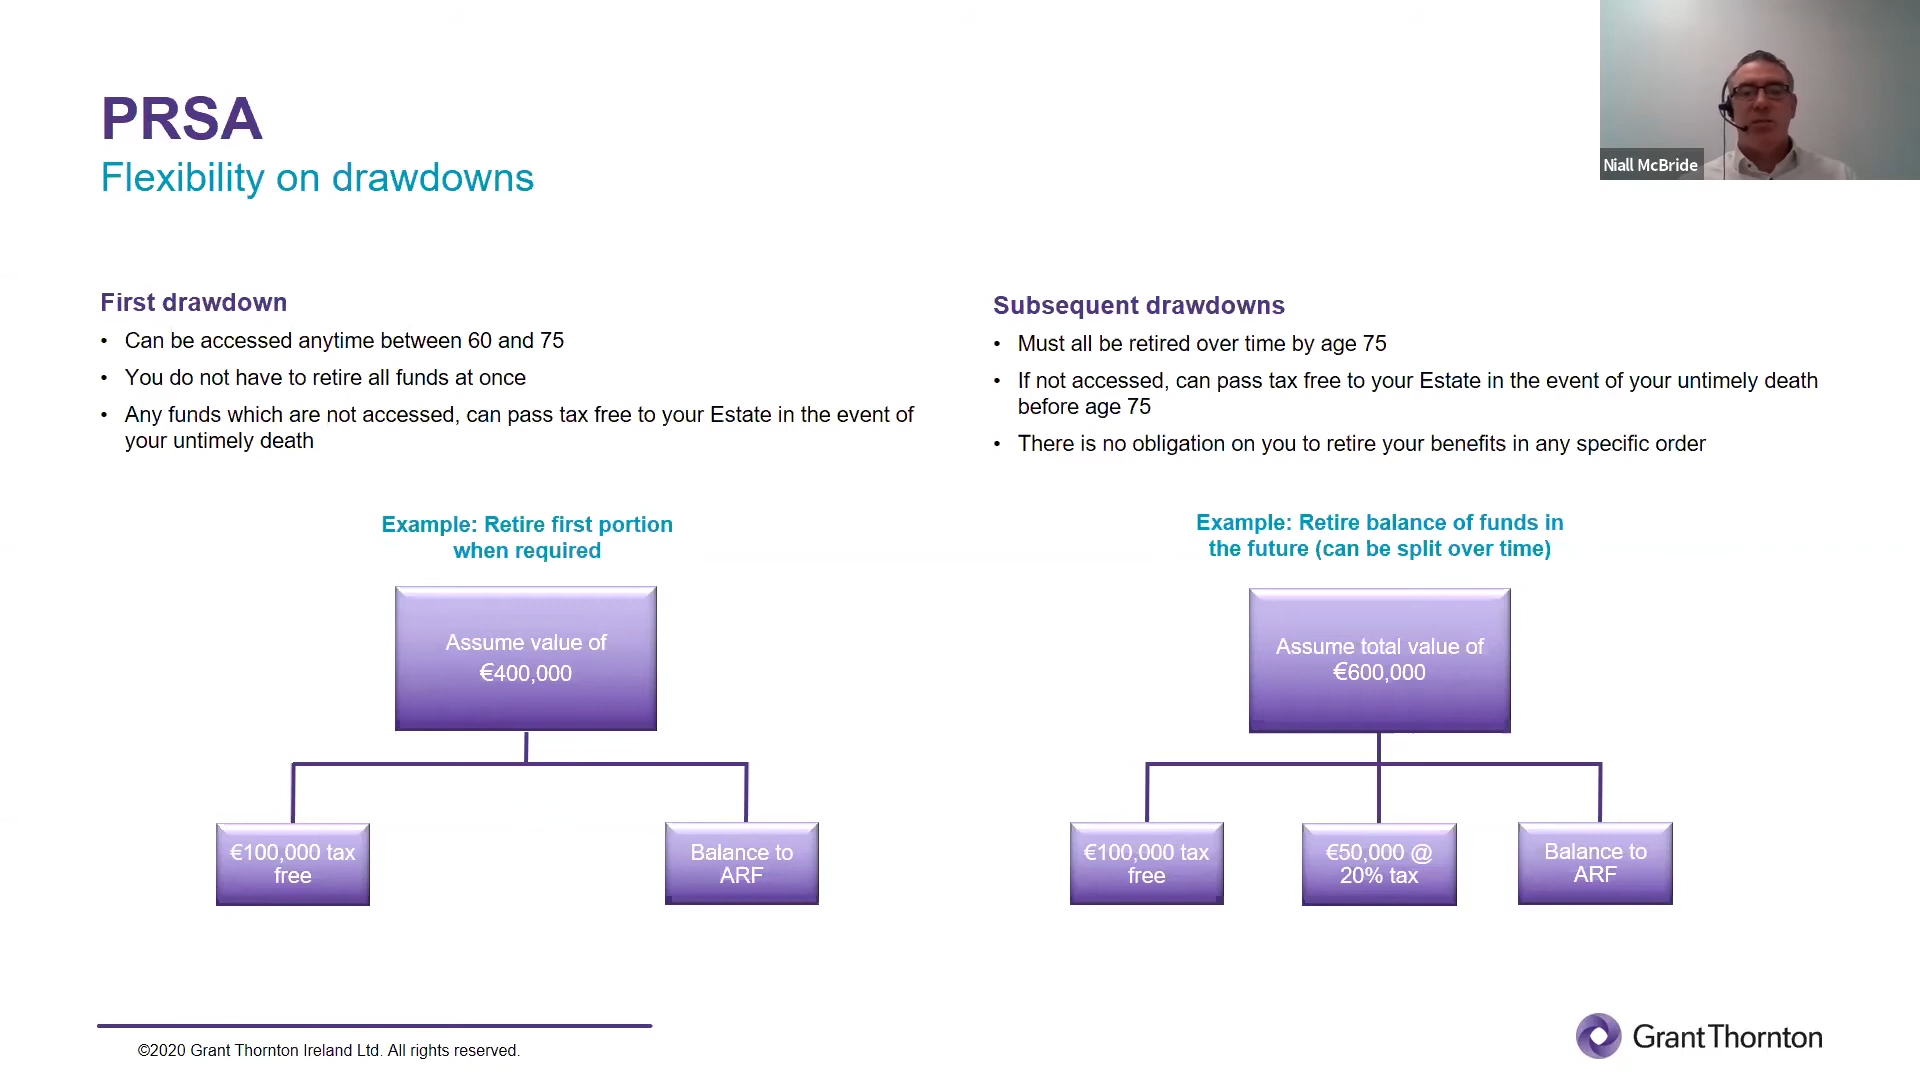 PRSA
Flexibility on drawdowns
Niall McBride
First drawdown
• Can be accessed anytime between 60 and 75
• You do not have to retire all funds at once
• Any funds which are not accessed, can pass tax free to your Estate in the event of
your untimely death
Example: Retire first portion
when required
Assume value of
€400,000
€100,000 tax
free
Balance to
ARF
Subsequent drawdowns
• Must all be retired over time by age 75
• If not accessed, can pass tax free to your Estate in the event of your untimely death
before age 75
• There is no obligation on you to retire your benefits in any specific order
Example: Retire balance of funds in
the future (can be split over time)
Assume total value of
€600,000
€100,000 tax
free
€50,000 @
20% tax
Balance to
ARF
©2020 Grant Thornton Ireland Ltd. All rights reserved.
GrantThornton